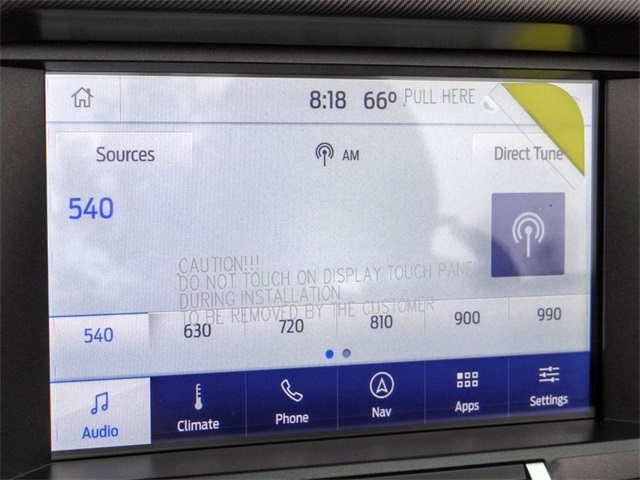 8:18 66° PULL HERE
Sources AM Direct Tune
540
CAUTION!!!
DO NOT TOUCH ON DISPLAY TOUCH PANEL
DURING INSTALLATION
TO BE REMOVED BY THE CUSTOMER
540 630 720 810 900 990
Audio Climate Phone Nav Apps Settings